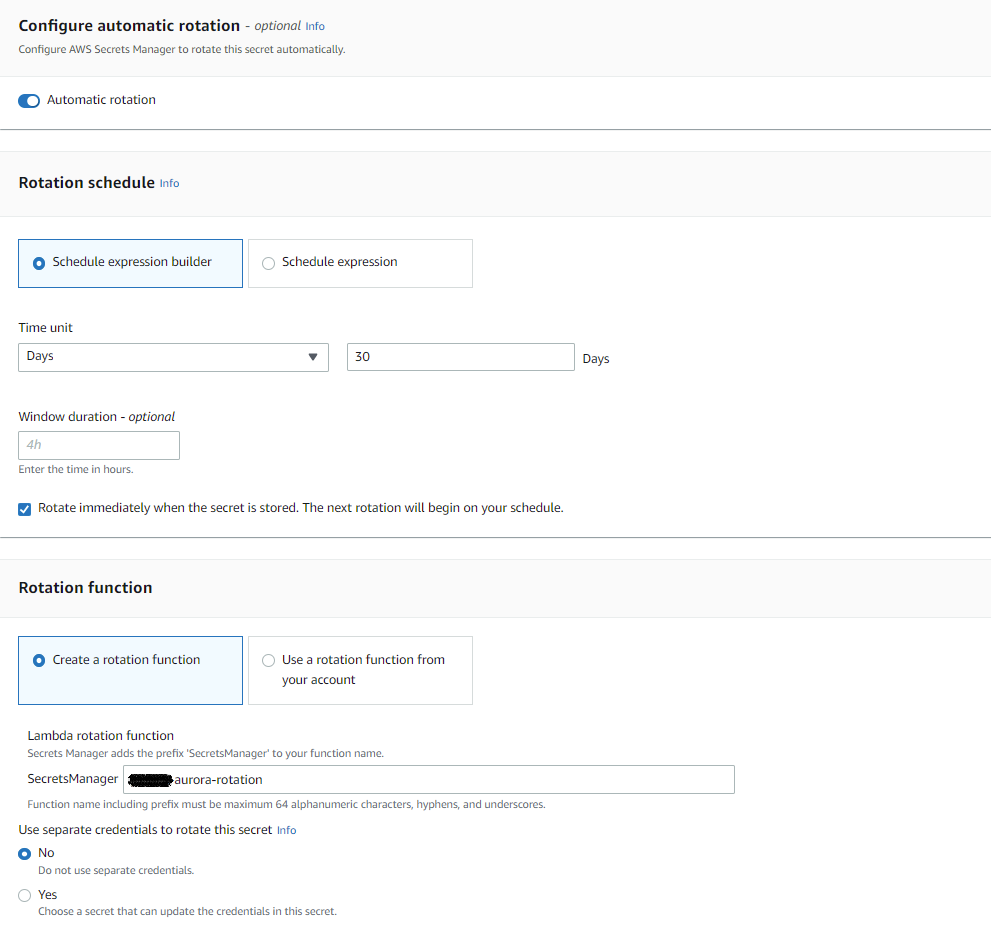 Configure automatic rotation - optional Info
Configure AWS Secrets Manager to rotate this secret automatically.
Automatic rotation
Rotation schedule Info
Schedule expression builder
Schedule expression
Time unit
Days
30
Days
Window duration - optional
4h
Enter the time in hours.
Rotate immediately when the secret is stored. The next rotation will begin on your schedule.
Rotation function
Create a rotation function
Use a rotation function from
your account
Lambda rotation function
Secrets Manager adds the prefix 'SecretsManager' to your function name.
SecretsManager
aurora-rotation
Function name including prefix must be maximum 64 alphanumeric characters, hyphens, and underscores.
Use separate credentials to rotate this secret Info
No
Do not use separate credentials.
Yes
Choose a secret that can update the credentials in this secret.